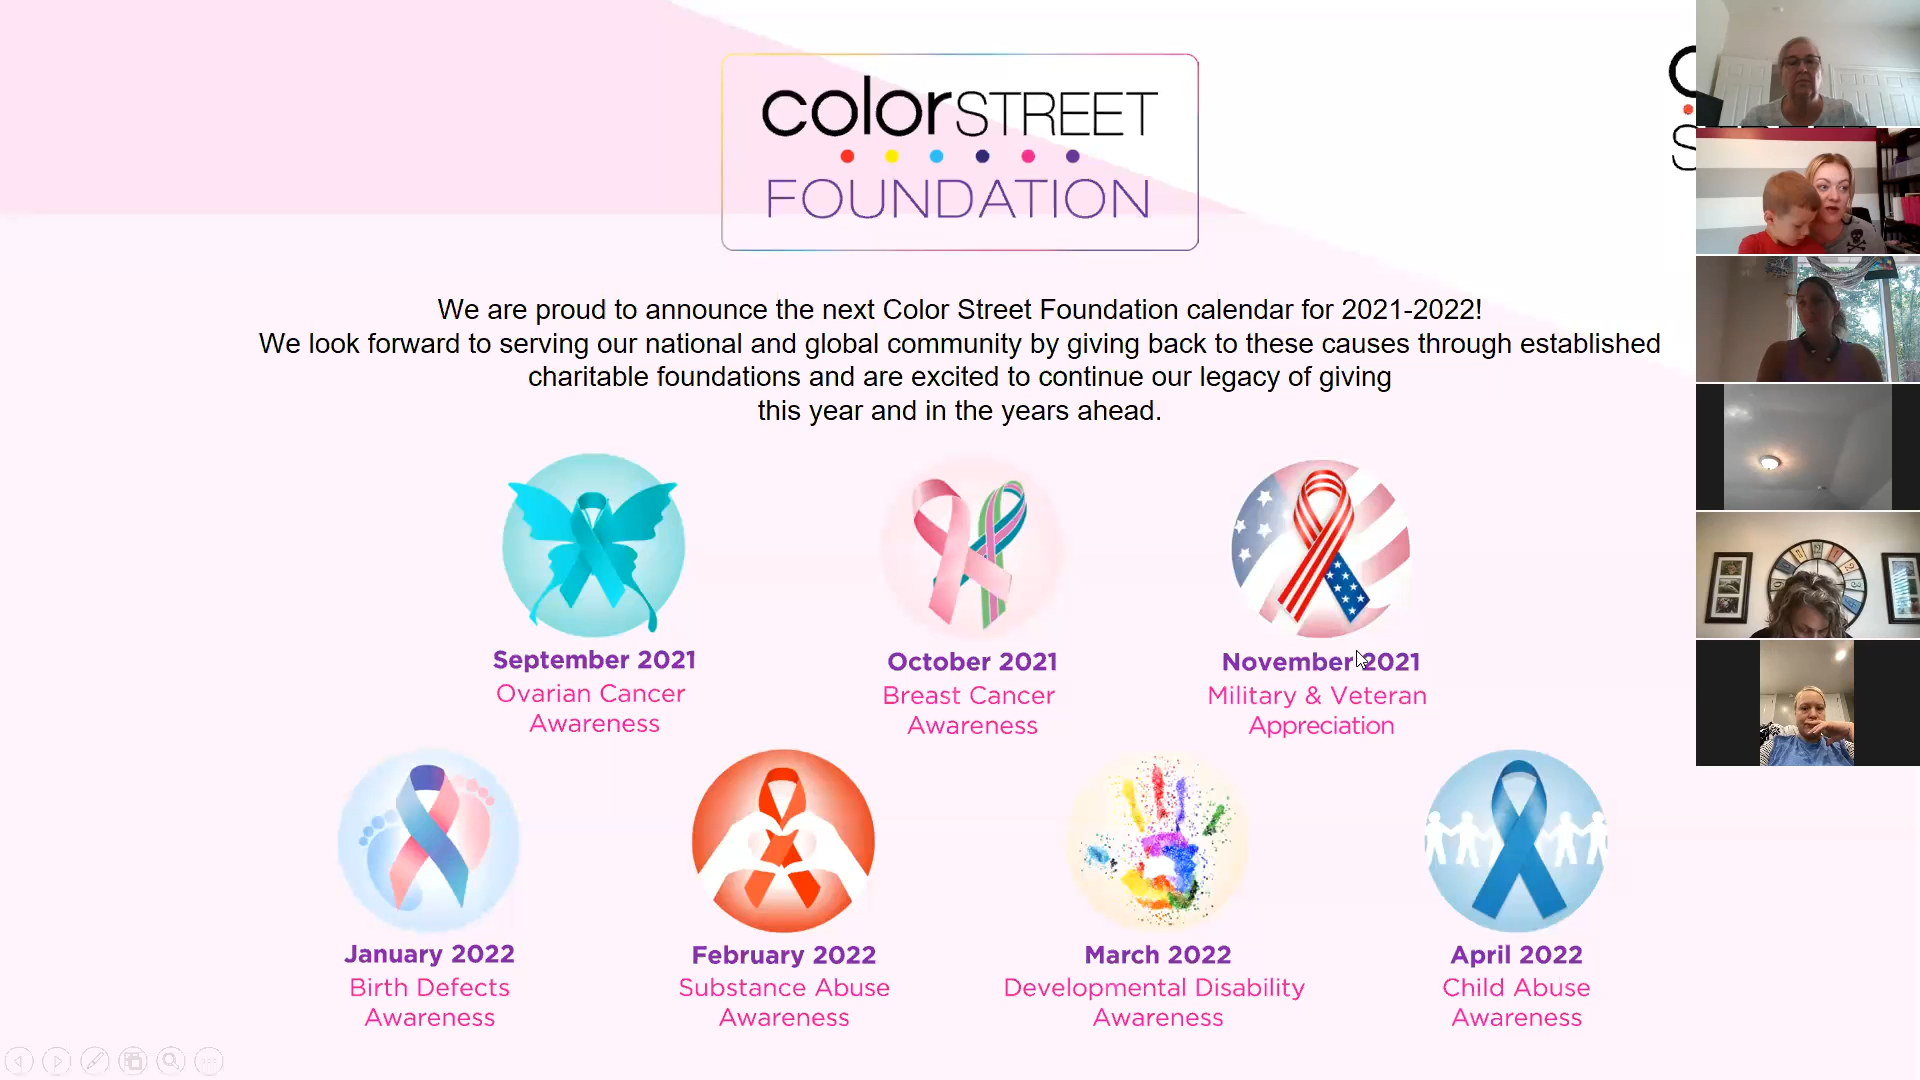 colorSTREET
FOUNDATION
We are proud to announce the next Color Street Foundation calendar for 2021-2022!
We look forward to serving our national and global community by giving back to these causes through established
charitable foundations and are excited to continue our legacy of giving
this year and in the years ahead.
September 2021
Ovarian Cancer
Awareness
October 2021
Breast Cancer
Awareness
November 2021
Military & Veteran
Appreciation
January 2022
Birth Defects
Awareness
February 2022
Substance Abuse
Awareness
March 2022
Developmental Disability
Awareness
April 2022
Child Abuse
Awareness